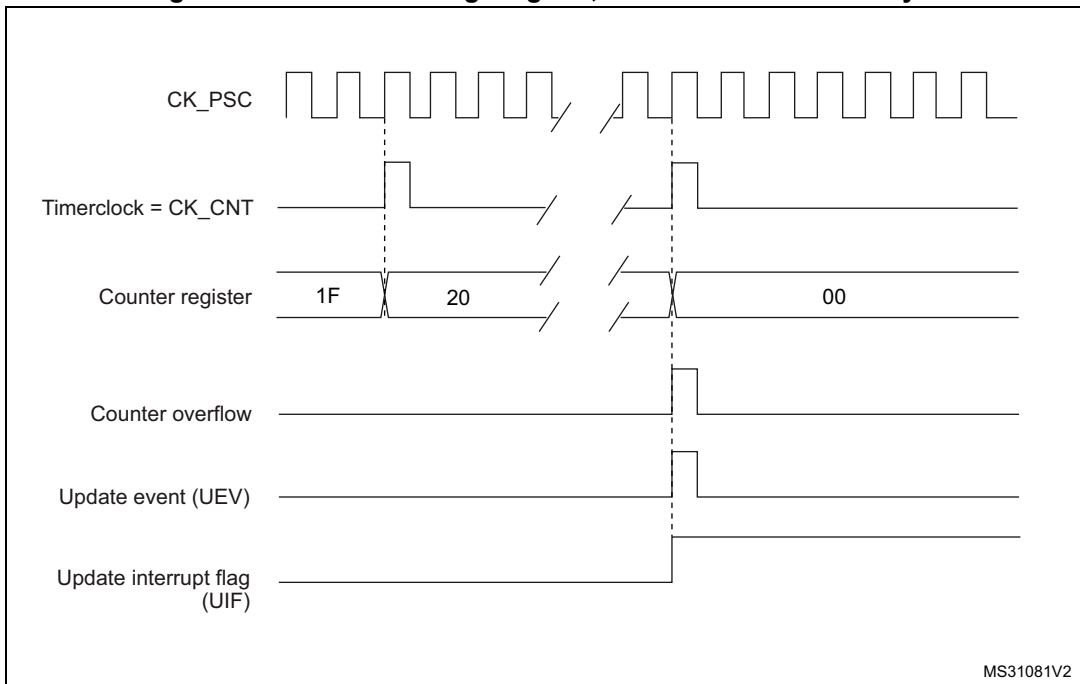 CK_PSC
Timerclock = CK_CNT
Counter register
1F
20
00
Counter overflow
Update event (UEV)
Update interrupt flag
(UIF)
MS31081V2